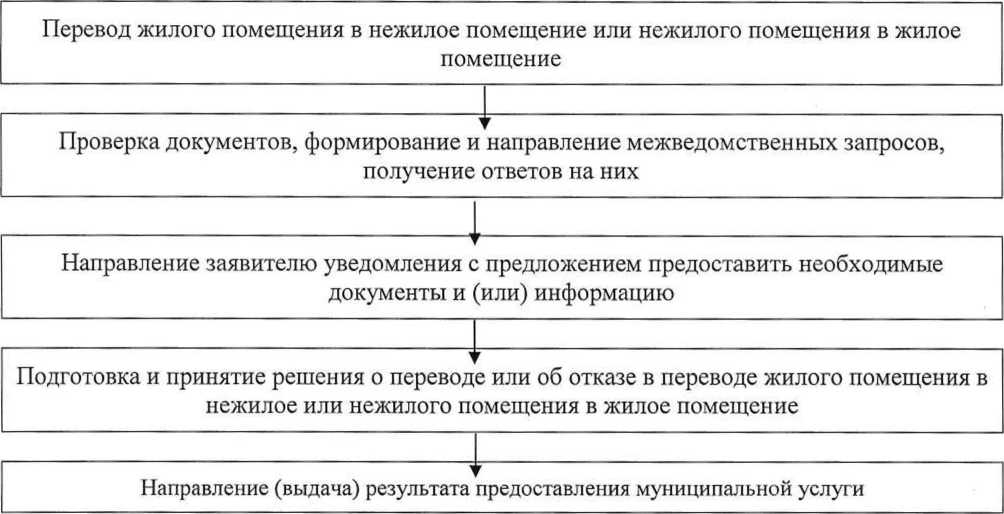 Перевод жилого помещения в нежилое помещение или нежилого помещения в жилое
помещение
Проверка документов, формирование и направление межведомственных запросов,
получение ответов на них
Направление заявителю уведомления с предложением предоставить необходимые
документы и (или) информацию
Подготовка и принятие решения о переводе или об отказе в переводе жилого помещения в
нежилое или нежилого помещения в жилое помещение
Направление (выдача) результата предоставления муниципальной услуги